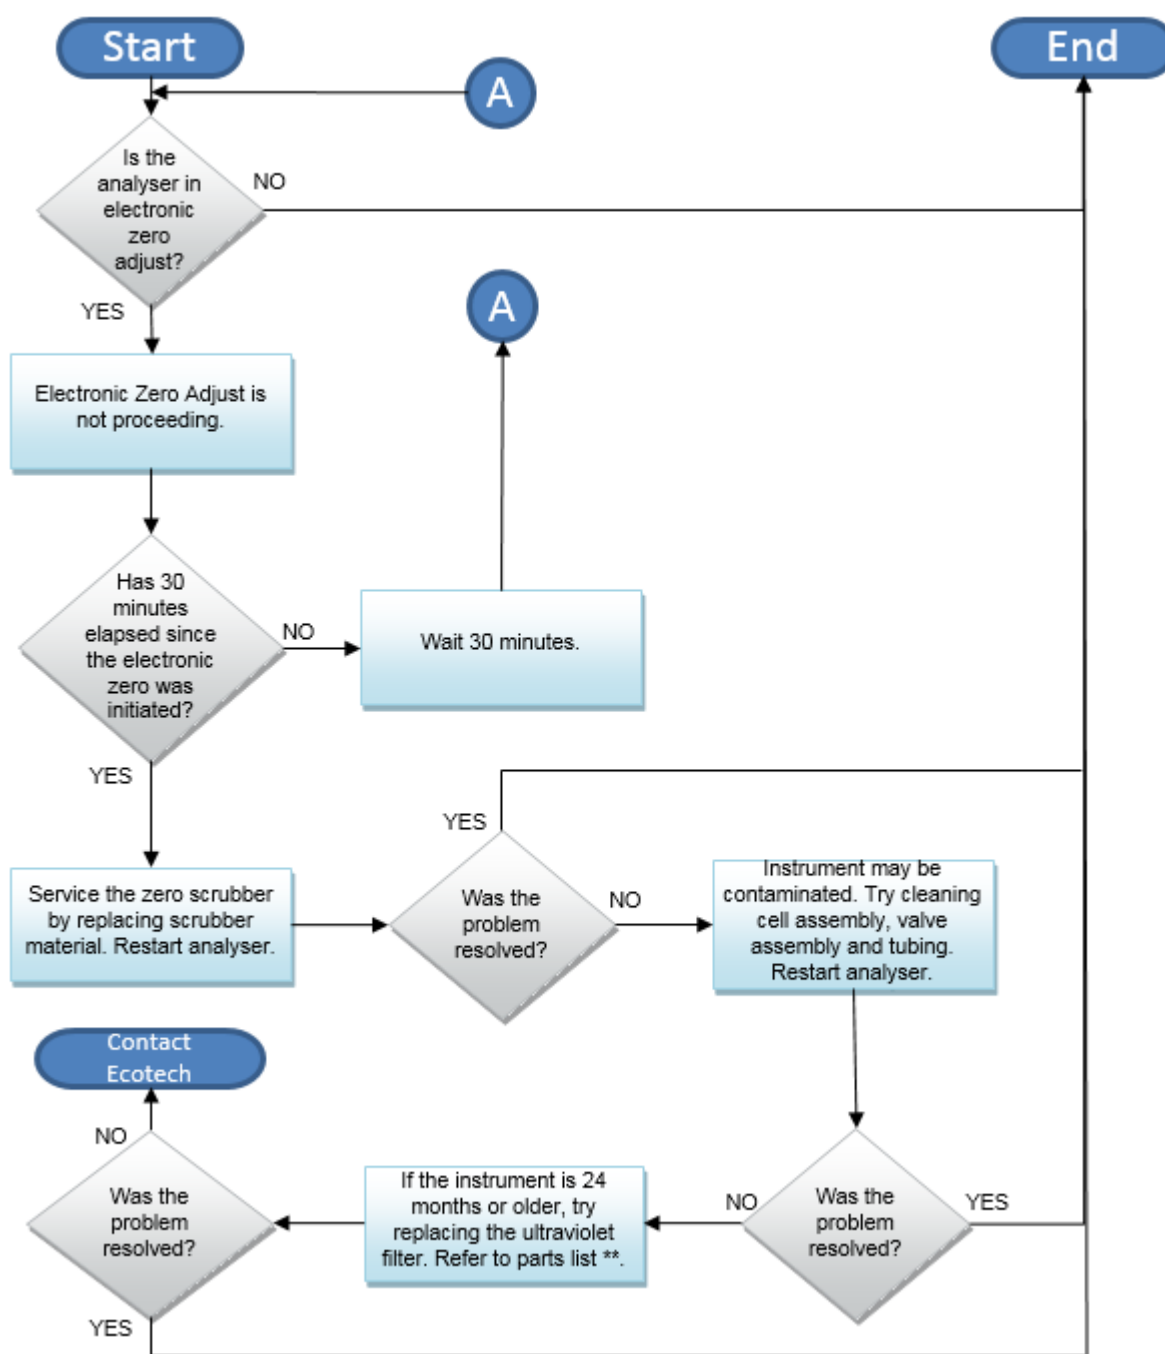 Start
End
A
Is the
analyser in
electronic
zero
adjust?
NO
YES
A
Electronic Zero Adjust is
not proceeding.
Has 30
minutes
elapsed since
the electronic
zero was
initiated?
NO
Wait 30 minutes.
YES
Service the zero scrubber
by replacing scrubber
material. Restart analyser.
YES
Was the
problem
resolved?
NO
Instrument may be
contaminated. Try cleaning
cell assembly, valve
assembly and tubing.
Restart analyser.
Was the
problem
resolved?
YES
NO
If the instrument is 24
months or older, try
replacing the ultraviolet
filter. Refer to parts list **.
Was the
problem
resolved?
NO
Contact
Ecotech
YES